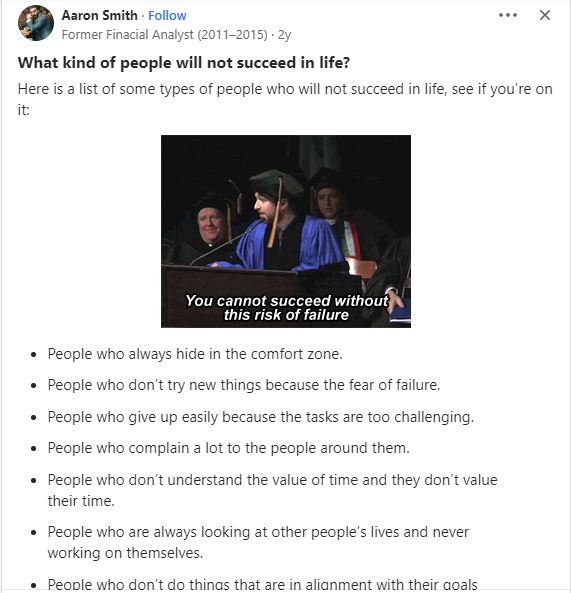 Aaron Smith · Follow
Former Finacial Analyst (2011–2015) · 2y
What kind of people will not succeed in life?
Here is a list of some types of people who will not succeed in life, see if you're on
it:
You cannot succeed without
this risk of failure
• People who always hide in the comfort zone.
• People who don't try new things because the fear of failure.
• People who give up easily because the tasks are too challenging.
• People who complain a lot to the people around them.
• People who don't understand the value of time and they don't value
their time.
• People who are always looking at other people's lives and never
working on themselves.
• People who don't do things that are in alignment with their goals